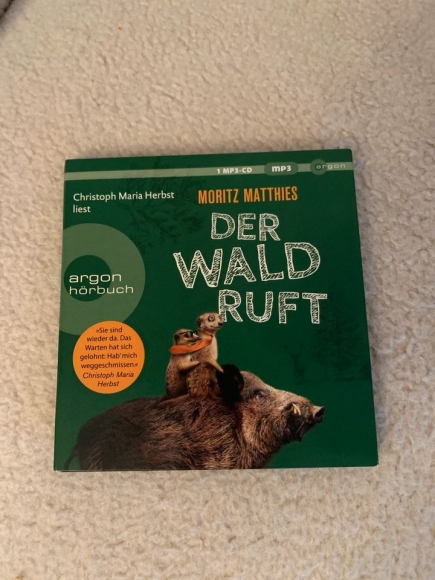 1 MP3-CD MP3 argon
Christoph Maria Herbst
liest
MORITZ MATTHIES
DER
WALD
RUFT
argon
hörbuch
»Sie sind
wieder da. Das
Warten hat sich
gelohnt: Hab' mich
weggeschmissen.«
Christoph Maria
Herbst